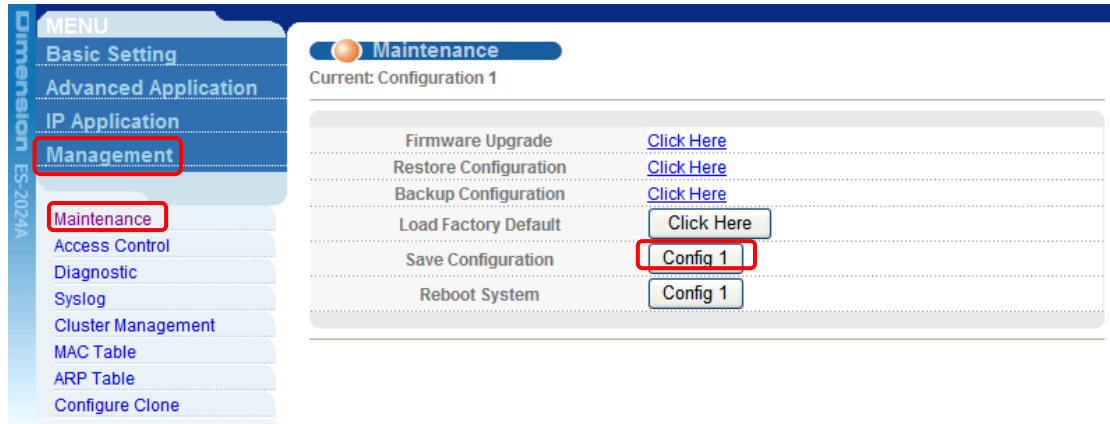 Dimension ES-2024A
MENU
Basic Setting
Advanced Application
IP Application
Management
Maintenance
Access Control
Diagnostic
Syslog
Cluster Management
MAC Table
ARP Table
Configure Clone
Maintenance
Current: Configuration 1
Firmware Upgrade Click Here
Restore Configuration Click Here
Backup Configuration Click Here
Load Factory Default Click Here
Save Configuration Config 1
Reboot System Config 1